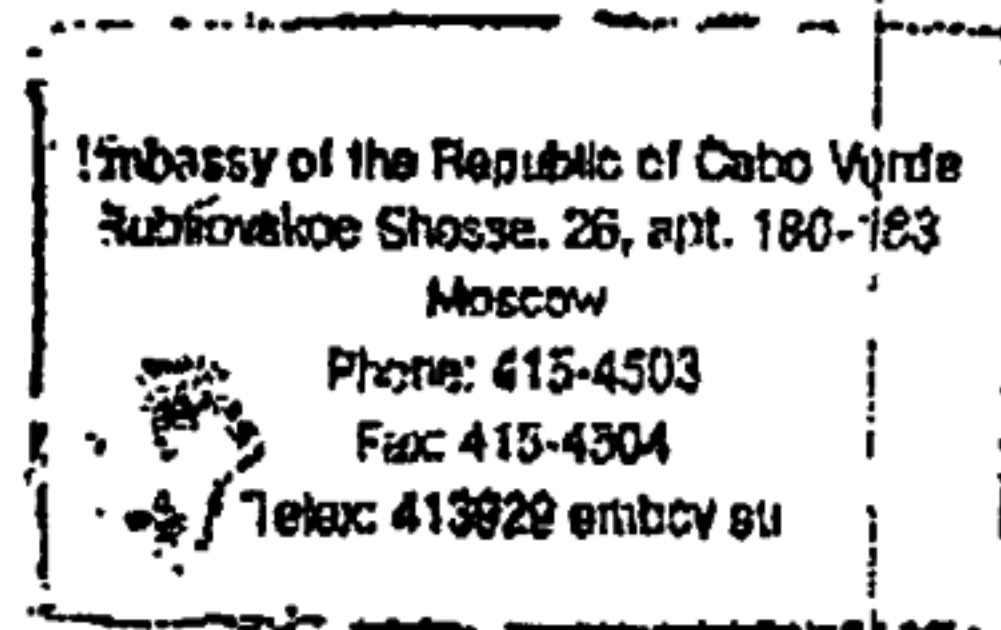 Embassy of the Republic of Cabo Verde
Rubliovskoe Shosse. 26, apt. 180-183
Moscow
Phone: 415-4503
Fax: 415-4504
Telex: 413929 embcv su